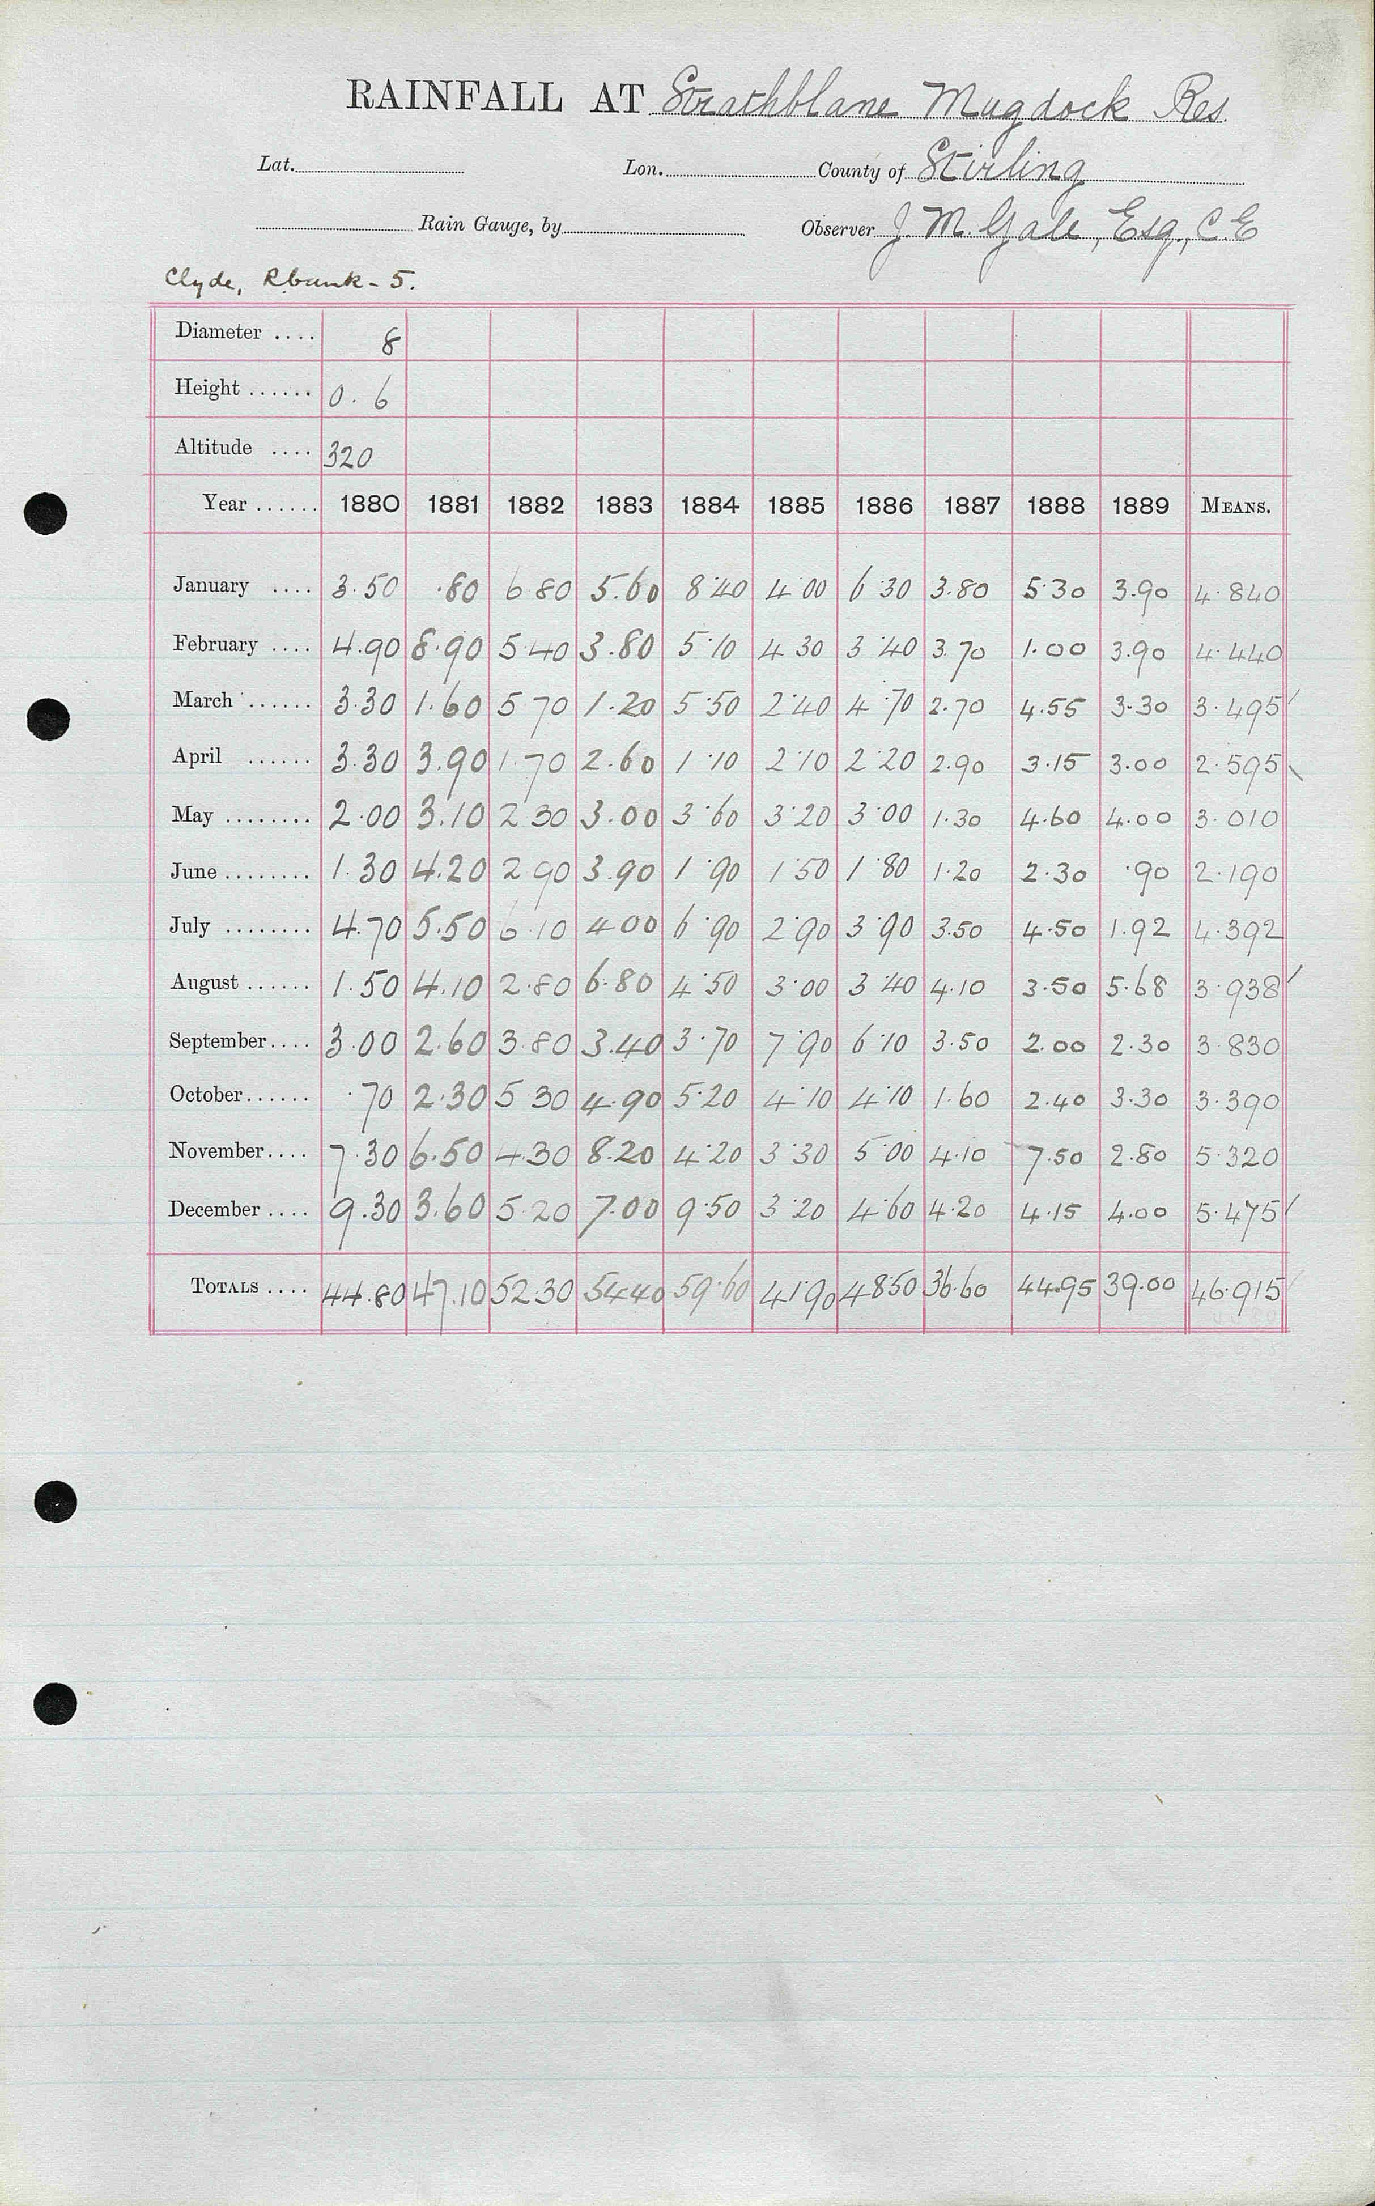 RAINFALL AT Strathblane Mugdock Res.
Lat. Lon. County of Stirling
Rain Gauge, by Observer J. M. Gale, Esq., C.E
Clyde, Rbank - 5.
Diameter .... 8
Height ...... 0. 6
Altitude .... 320
Year ...... 1880 1881 1882 1883 1884 1885 1886 1887 1888 1889 MEANS.
January .... 3.50 .80 6.80 5.60 8.40 4.00 6.30 3.80 5.30 3.90 4.840
February .... 4.90 8.90 5.40 3.80 5.10 4.30 3.40 3.70 1.00 3.90 4.440
March ...... 3.30 1.60 5.70 1.20 5.50 2.40 4.70 2.70 4.55 3.30 3.495
April ...... 3.30 3.90 1.70 2.60 1.10 2.10 2.20 2.90 3.15 3.00 2.595
May ........ 2.00 3.10 2.30 3.00 3.60 3.20 3.00 1.30 4.60 4.00 3.010
June ........ 1.30 4.20 2.90 3.90 1.90 1.50 1.80 1.20 2.30 .90 2.190
July ........ 4.70 5.50 6.10 4.00 6.90 2.90 3.90 3.50 4.50 1.92 4.392
August ...... 1.50 4.10 2.80 6.80 4.50 3.00 3.40 4.10 3.50 5.68 3.938
September .... 3.00 2.60 3.80 3.40 3.70 7.90 6.10 3.50 2.00 2.30 3.830
October ...... .70 2.30 5.30 4.90 5.20 4.10 4.10 1.60 2.40 3.30 3.390
November .... 7.30 6.50 4.30 8.20 4.20 3.30 5.00 4.10 7.50 2.80 5.320
December .... 9.30 3.60 5.20 7.00 9.50 3.20 4.60 4.20 4.15 4.00 5.475
TOTALS .... 44.80 47.10 52.30 54.40 59.60 41.90 48.50 36.60 44.95 39.00 46.915